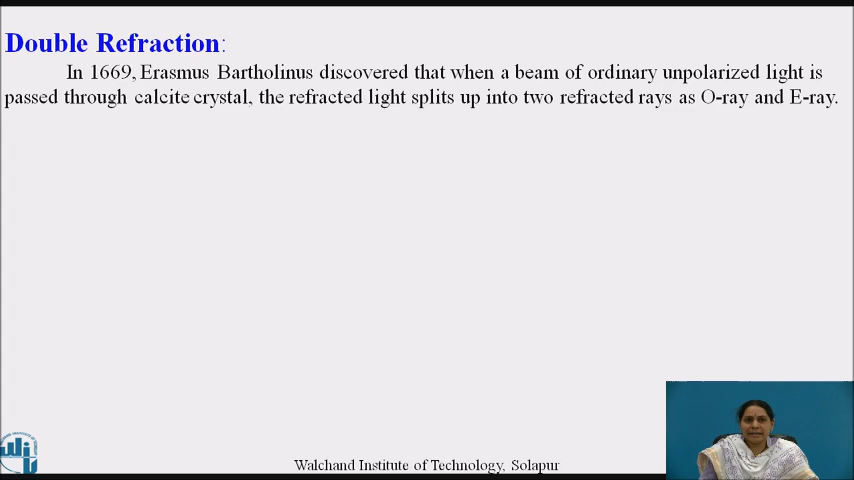 Double Refraction:
In 1669, Erasmus Bartholinus discovered that when a beam of ordinary unpolarized light is
passed through calcite crystal, the refracted light splits up into two refracted rays as O-ray and E-ray.
Walchand Institute of Technology, Solapur